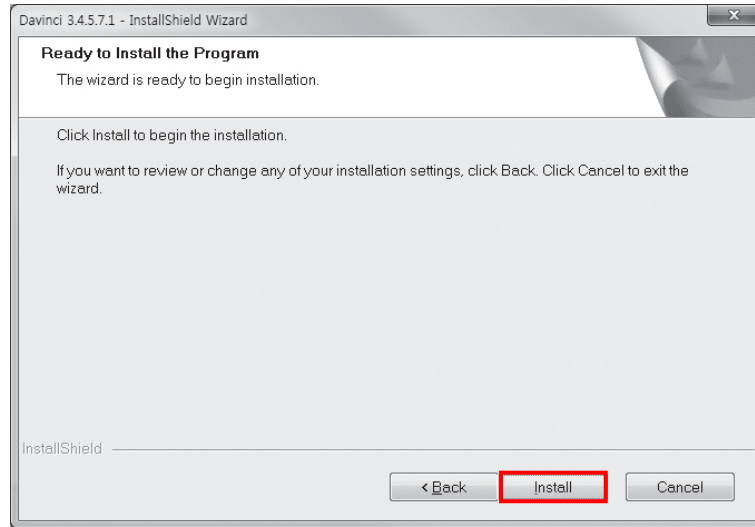 Davinci 3.4.5.7.1 - InstallShield Wizard
Ready to Install the Program
The wizard is ready to begin installation.
Click Install to begin the installation.
If you want to review or change any of your installation settings, click Back. Click Cancel to exit the
wizard.
InstallShield
< Back Install Cancel